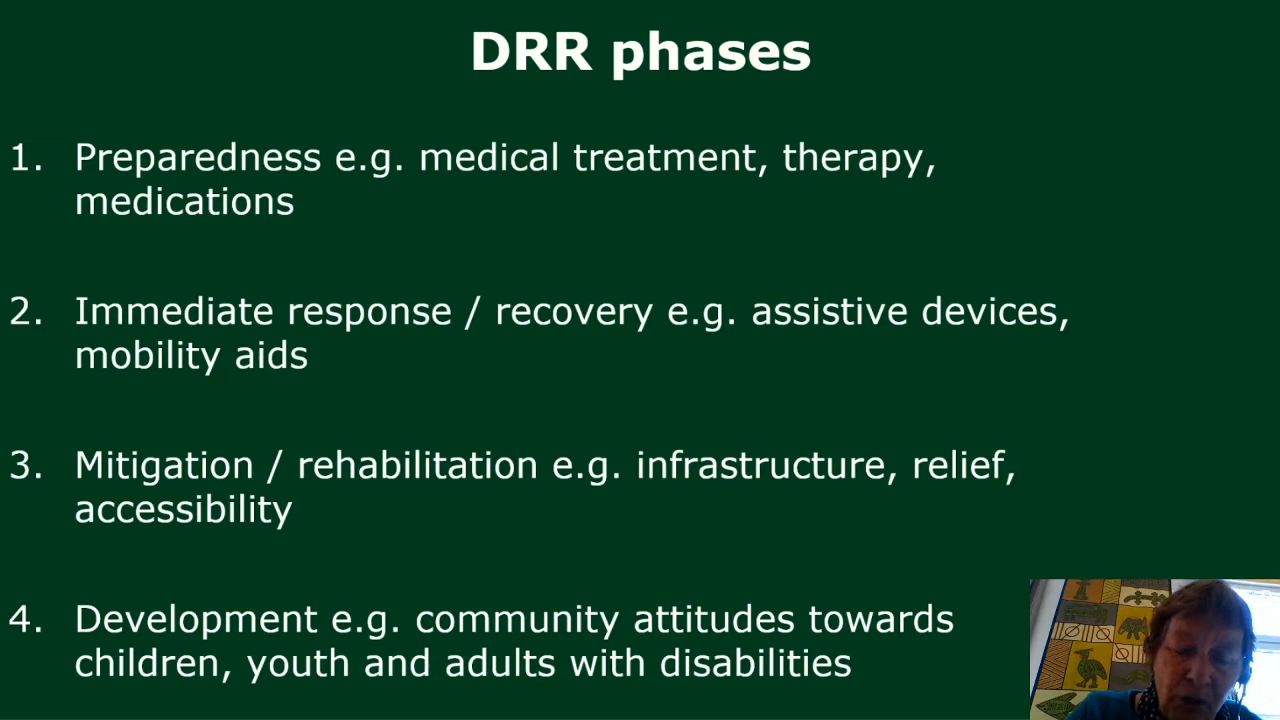 DRR phases
1. Preparedness e.g. medical treatment, therapy,
medications
2. Immediate response / recovery e.g. assistive devices,
mobility aids
3. Mitigation / rehabilitation e.g. infrastructure, relief,
accessibility
4. Development e.g. community attitudes towards
children, youth and adults with disabilities